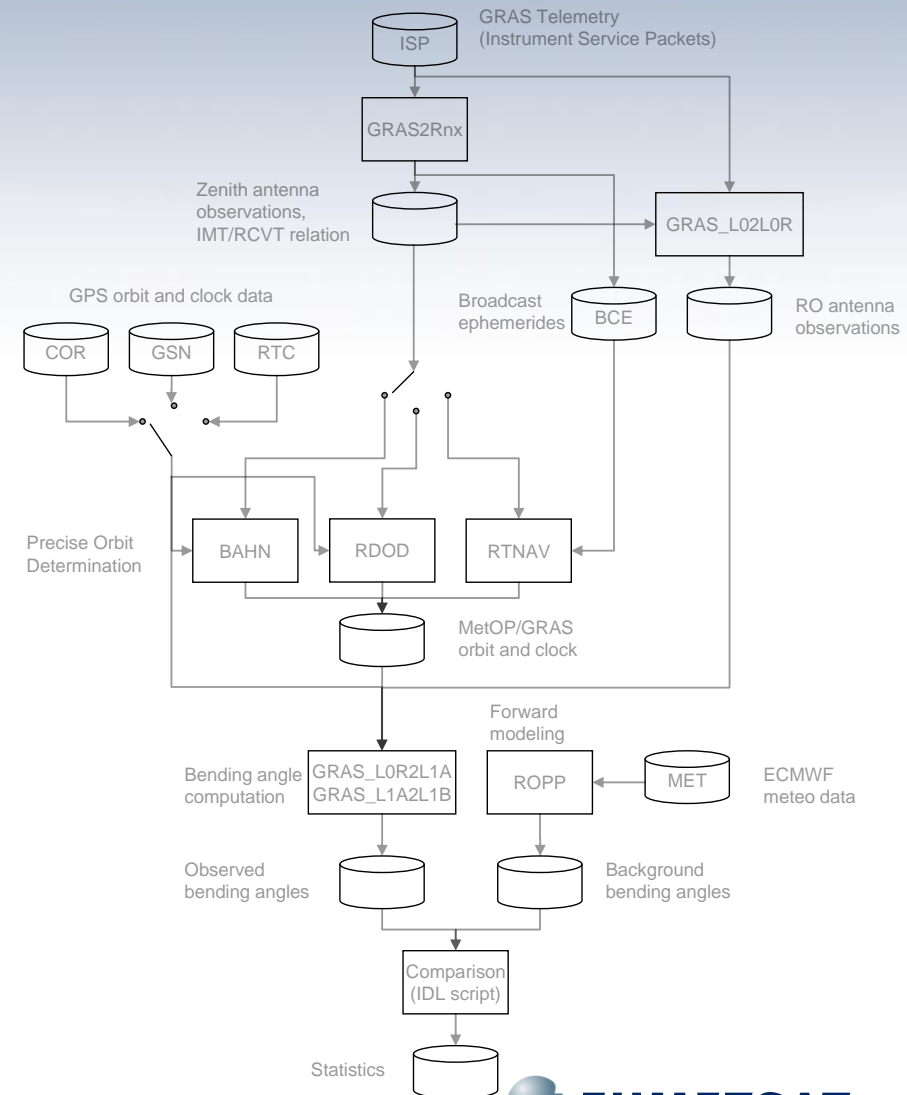 GRAS Telemetry
(Instrument Service Packets)
ISP
GRAS2Rnx
Zenith antenna
observations,
IMT/RCVT relation
GRAS_L02L0R
GPS orbit and clock data
Broadcast
ephemerides
BCE
RO antenna
observations
COR
GSN
RTC
Precise Orbit
Determination
BAHN
RDOD
RTNAV
MetOP/GRAS
orbit and clock
Forward
modeling
Bending angle
computation
GRAS_L0R2L1A
GRAS_L1A2L1B
ROPP
MET
ECMWF
meteo data
Observed
bending angles
Background
bending angles
Comparison
(IDL script)
Statistics